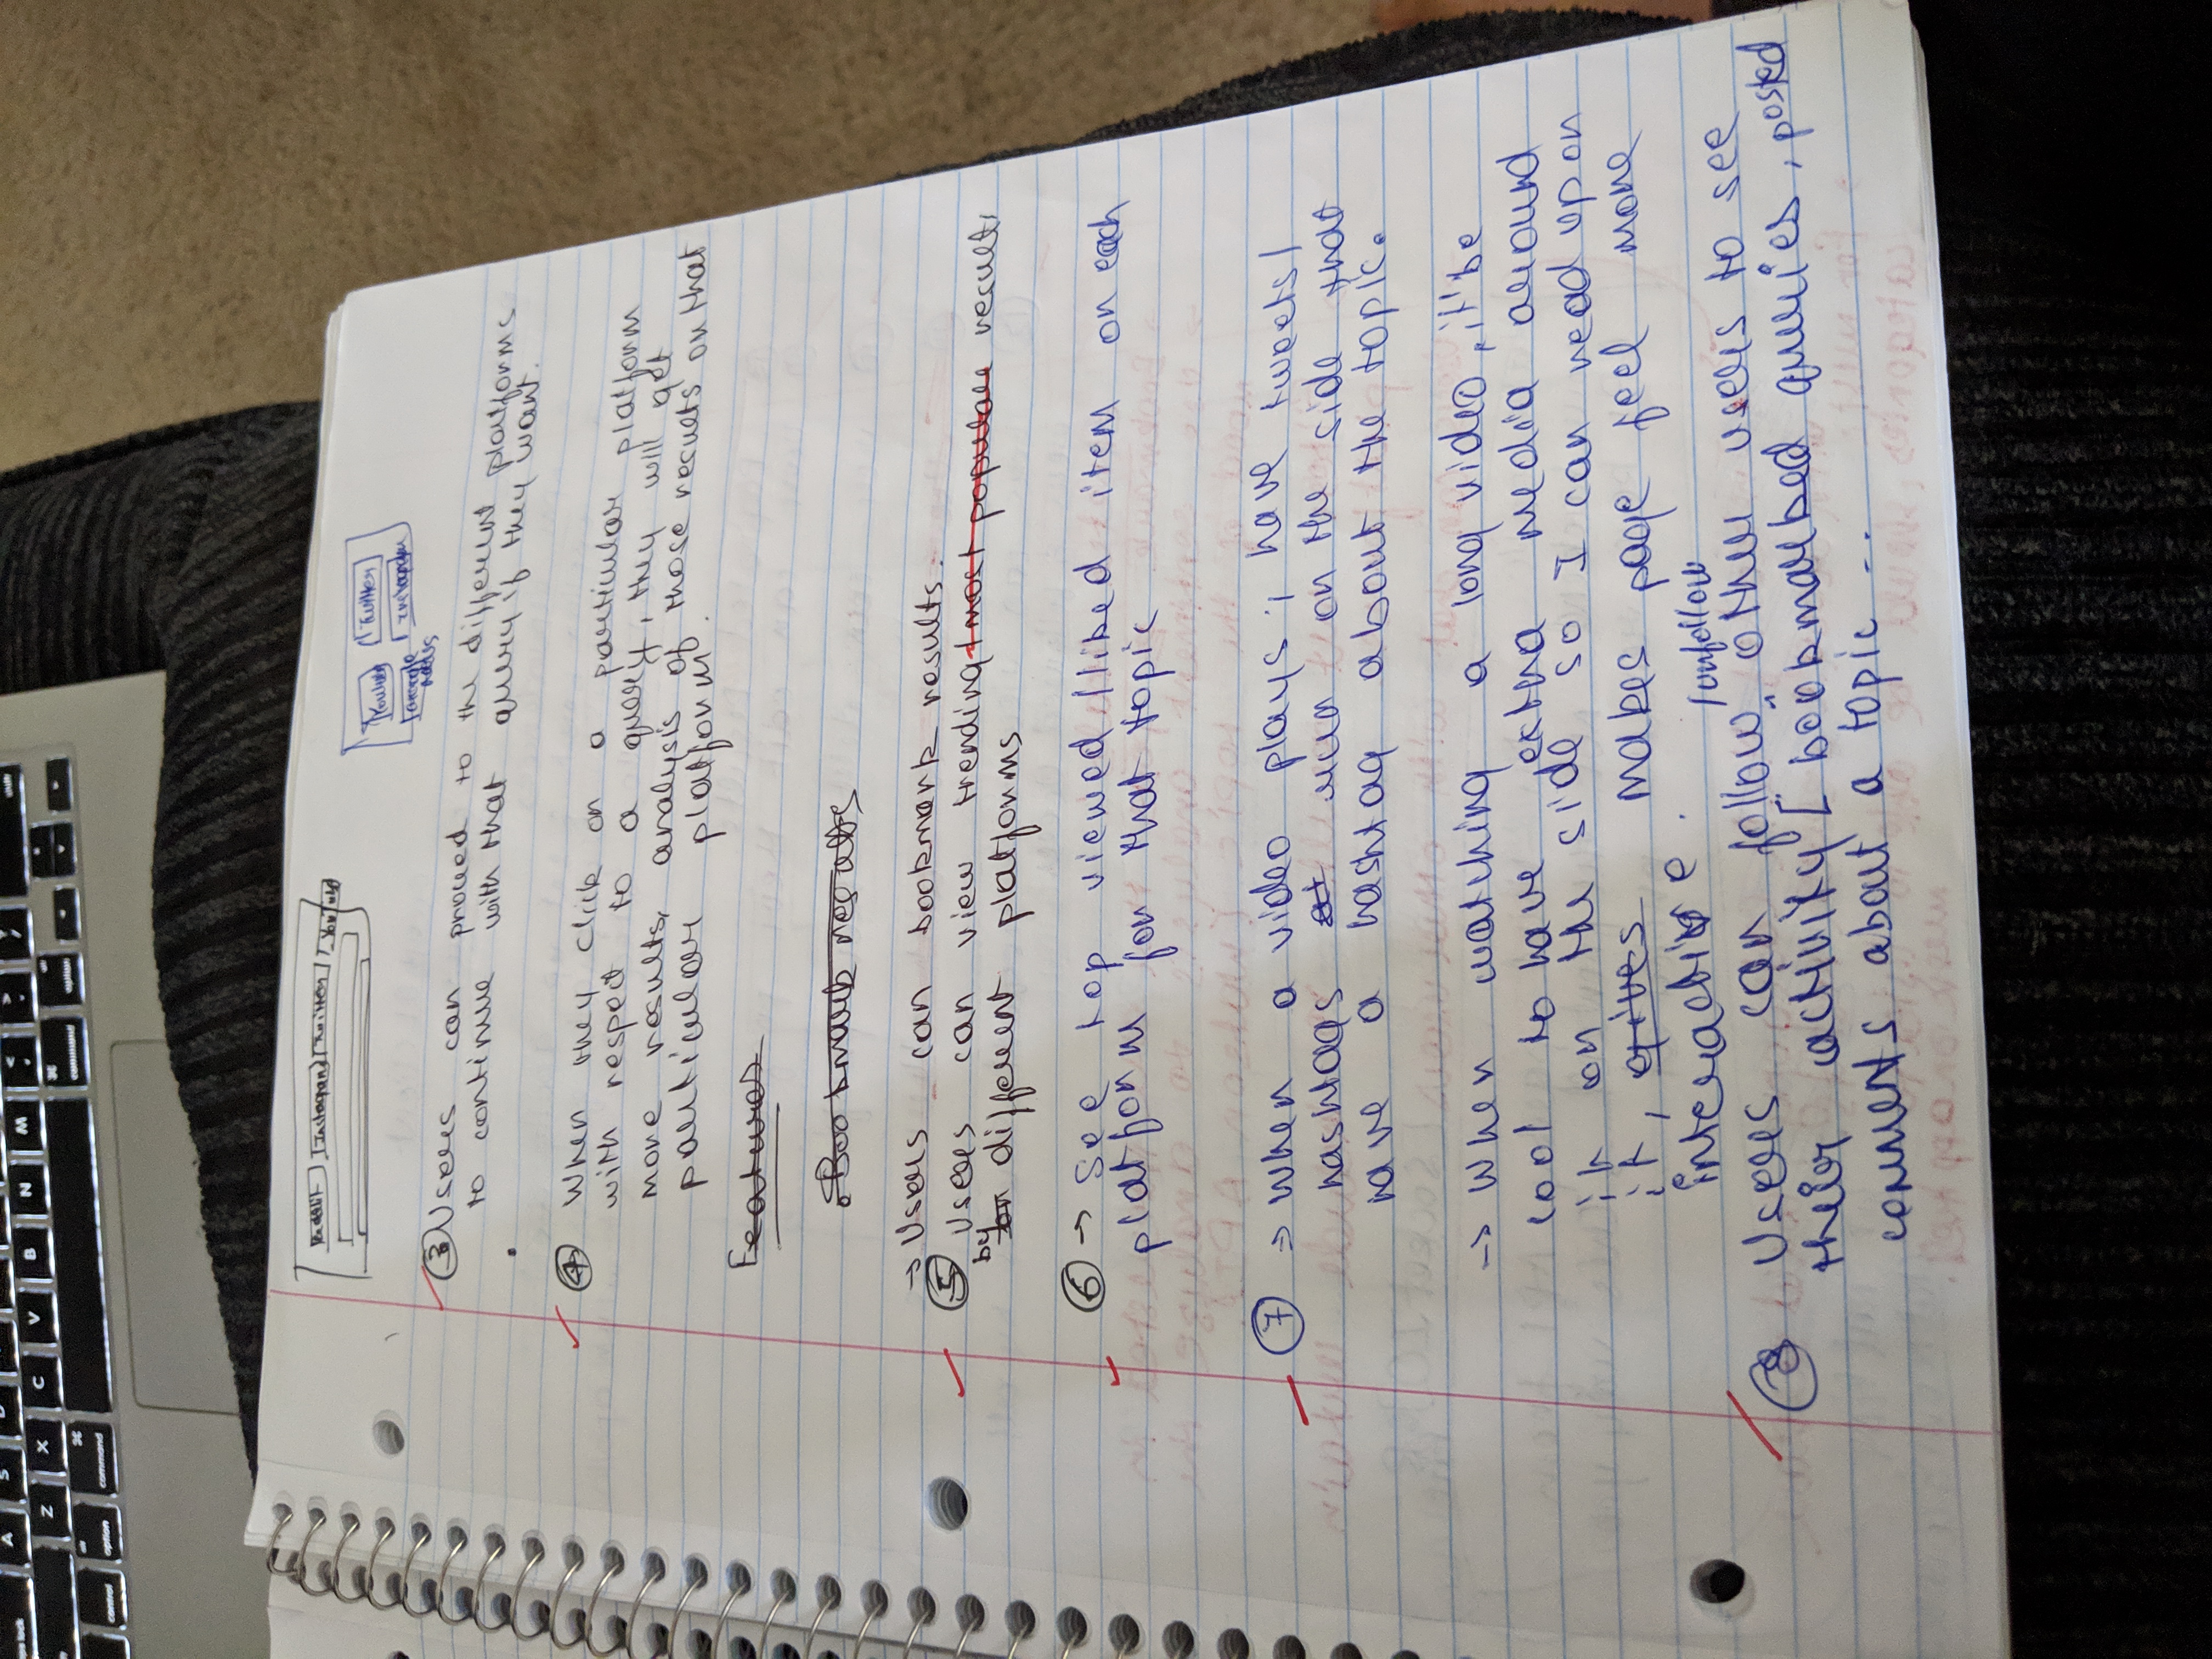 caps lock A S D
Z X C V B N M < , > . ? / shift
control alt option ⌘ command ⌘ command alt option
Reddit Instagram Twitter YouTube
Youtube Twitter
Google news Instagram
③ Users can proceed to the different platforms
to continue with that query if they want.
④ When they click on a particular platform
with respect to a query, they will get
more results, analysis of those results on that
particular platform.
Features
• Bookmark results
→ Users can bookmark results.
⑤ Users can view trending / most popular results
by on different platforms
⑥ → See top viewed / liked item on each
platform for that topic
⑦ → When a video plays, have tweets /
hashtags run on the side that
have a hashtag about the topic.
→ When watching a long video, it'be
cool to have extra media around
it on the side so I can read up on
it, gives makes page feel more
interactive.
/unfollow
⑧ Users can follow other users to see
their activity [ bookmarked queries, posted
comments about a topic ..